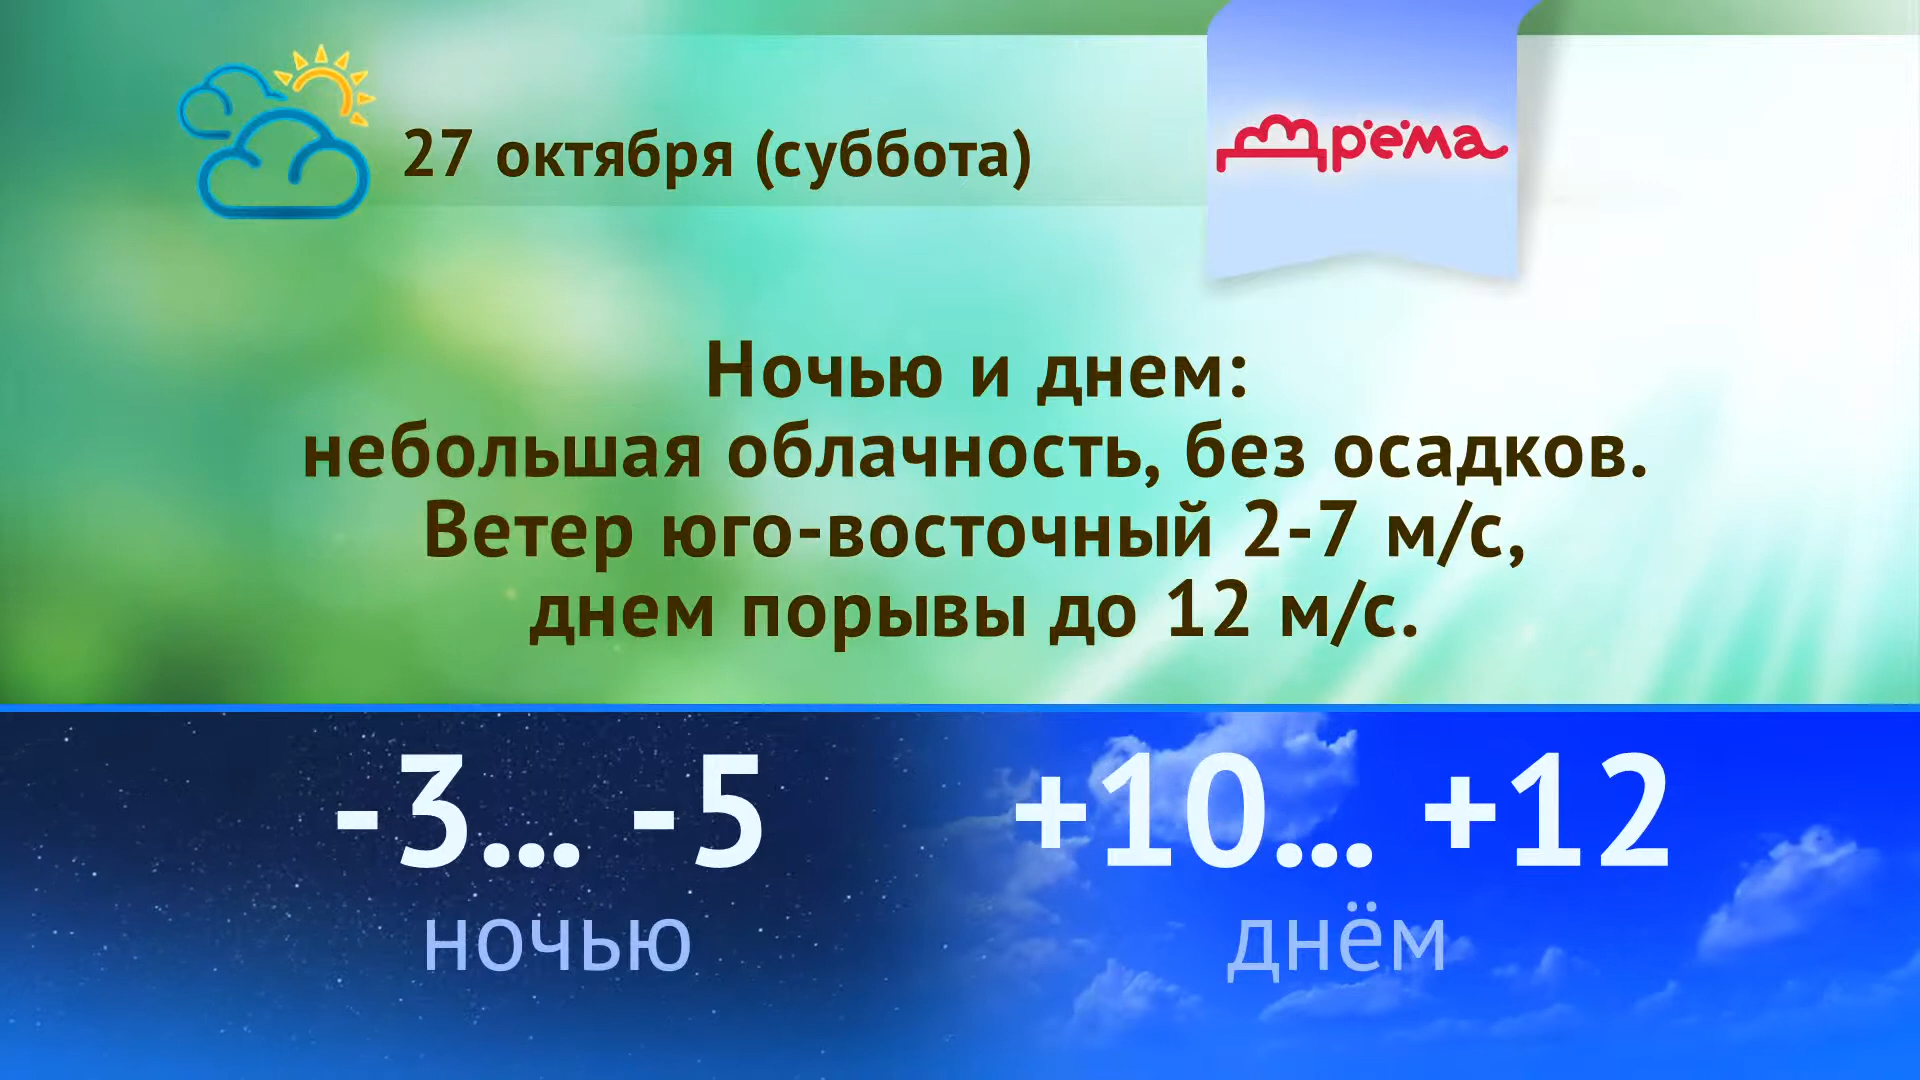 27 октября (суббота)
Дрёма
Ночью и днем:
небольшая облачность, без осадков.
Ветер юго-восточный 2-7 м/с,
днем порывы до 12 м/с.
-3... -5
+10... +12
ночью
днём